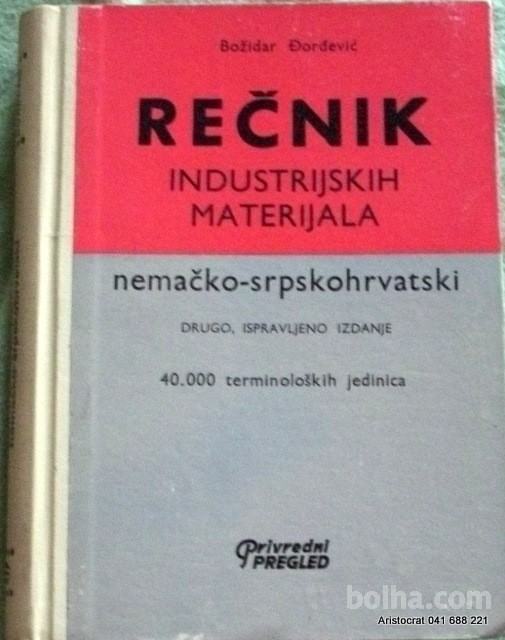 Božidar Đorđević
REČNIK
INDUSTRIJSKIH
MATERIJALA
nemačko-srpskohrvatski
DRUGO, ISPRAVLJENO IZDANJE
40.000 terminoloških jedinica
Privredni
PREGLED
bolha.com
Aristocrat 041 688 221